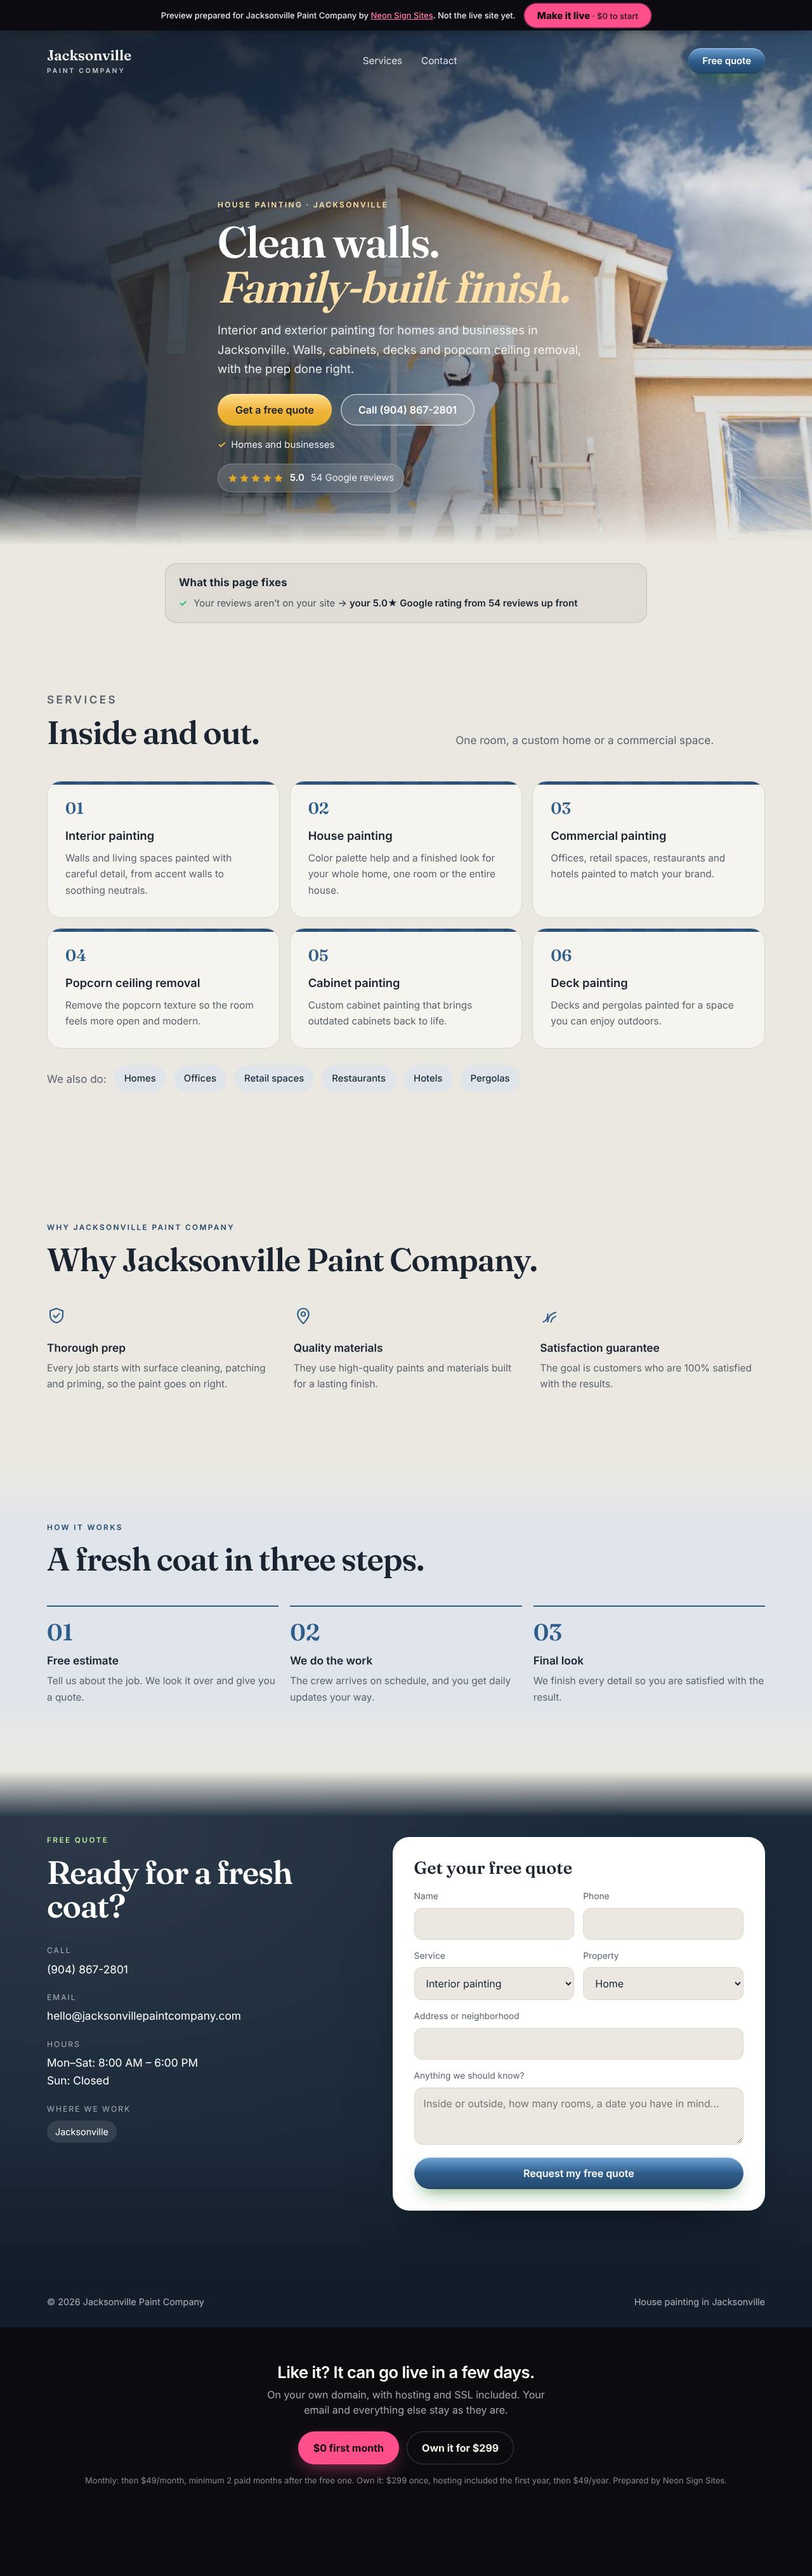 Preview prepared for Jacksonville Paint Company by Neon Sign Sites. Not the live site yet.
Make it live · $0 to start
Jacksonville
PAINT COMPANY
Services
Contact
Free quote
HOUSE PAINTING · JACKSONVILLE
Clean walls.
Family-built finish.
Interior and exterior painting for homes and businesses in
Jacksonville. Walls, cabinets, decks and popcorn ceiling removal,
with the prep done right.
Get a free quote
Call (904) 867-2801
✓ Homes and businesses
★★★★★ 5.0 54 Google reviews
What this page fixes
✓ Your reviews aren't on your site → your 5.0★ Google rating from 54 reviews up front
SERVICES
Inside and out.
One room, a custom home or a commercial space.
01
Interior painting
Walls and living spaces painted with
careful detail, from accent walls to
soothing neutrals.
02
House painting
Color palette help and a finished look for
your whole home, one room or the entire
house.
03
Commercial painting
Offices, retail spaces, restaurants and
hotels painted to match your brand.
04
Popcorn ceiling removal
Remove the popcorn texture so the room
feels more open and modern.
05
Cabinet painting
Custom cabinet painting that brings
outdated cabinets back to life.
06
Deck painting
Decks and pergolas painted for a space
you can enjoy outdoors.
We also do:
Homes
Offices
Retail spaces
Restaurants
Hotels
Pergolas
WHY JACKSONVILLE PAINT COMPANY
Why Jacksonville Paint Company.
Thorough prep
Every job starts with surface cleaning, patching
and priming, so the paint goes on right.
Quality materials
They use high-quality paints and materials built
for a lasting finish.
Satisfaction guarantee
The goal is customers who are 100% satisfied
with the results.
HOW IT WORKS
A fresh coat in three steps.
01
Free estimate
Tell us about the job. We look it over and give you
a quote.
02
We do the work
The crew arrives on schedule, and you get daily
updates your way.
03
Final look
We finish every detail so you are satisfied with the
result.
FREE QUOTE
Ready for a fresh
coat?
CALL
(904) 867-2801
EMAIL
hello@jacksonvillepaintcompany.com
HOURS
Mon–Sat: 8:00 AM – 6:00 PM
Sun: Closed
WHERE WE WORK
Jacksonville
Get your free quote
Name
Phone
Service
Property
Interior painting
Home
Address or neighborhood
Anything we should know?
Inside or outside, how many rooms, a date you have in mind...
Request my free quote
© 2026 Jacksonville Paint Company
House painting in Jacksonville
Like it? It can go live in a few days.
On your own domain, with hosting and SSL included. Your
email and everything else stay as they are.
$0 first month
Own it for $299
Monthly: then $49/month, minimum 2 paid months after the free one. Own it: $299 once, hosting included the first year, then $49/year. Prepared by Neon Sign Sites.